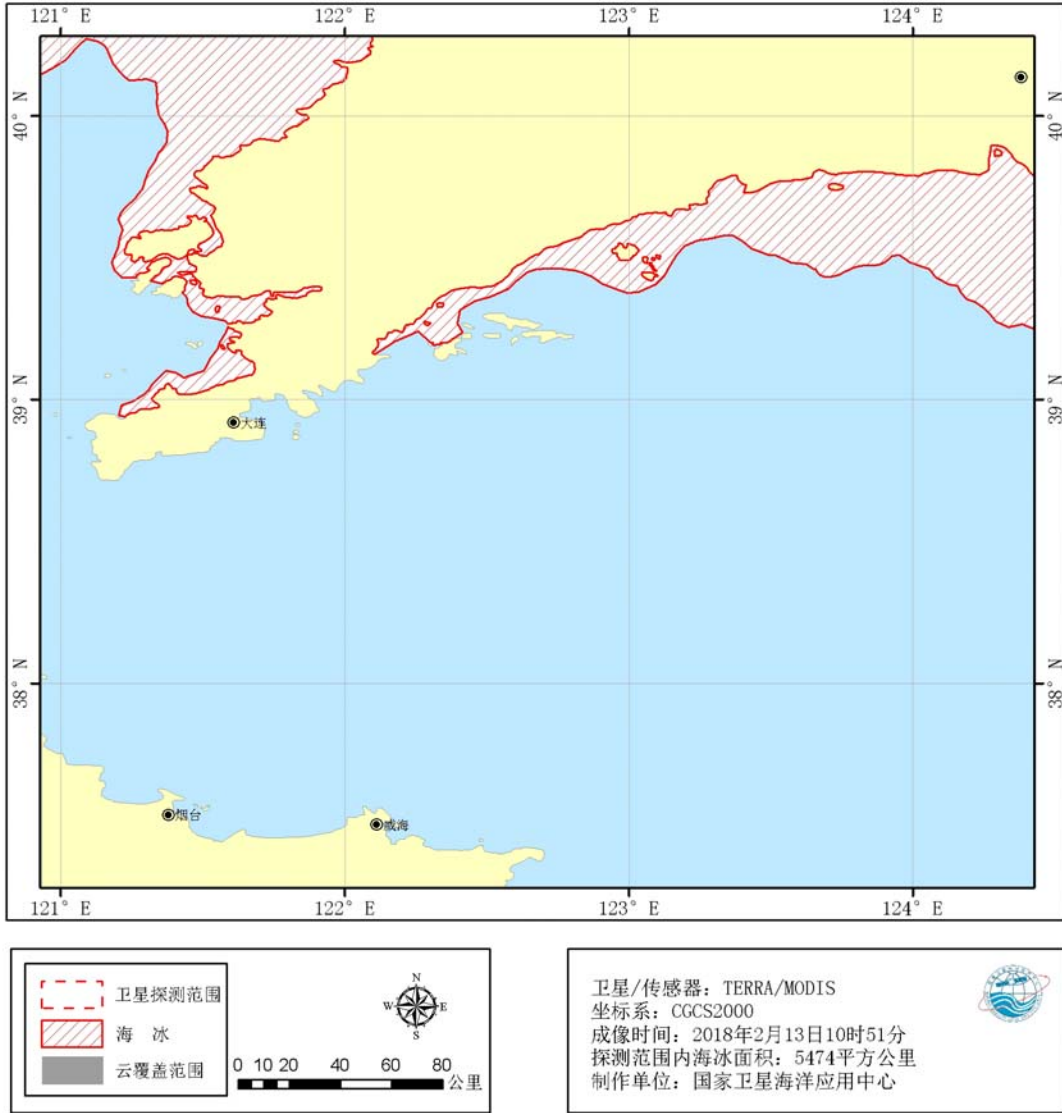 121° E 122° E 123° E 124° E
40° N
40° N
39° N
39° N
大连
38° N
38° N
烟台
威海
121° E 122° E 123° E 124° E
卫星探测范围
海 冰
云覆盖范围
N
W E
S
0 10 20 40 60 80 公里
卫星/传感器：TERRA/MODIS
坐标系：CGCS2000
成像时间：2018年2月13日10时51分
探测范围内海冰面积：5474平方公里
制作单位：国家卫星海洋应用中心